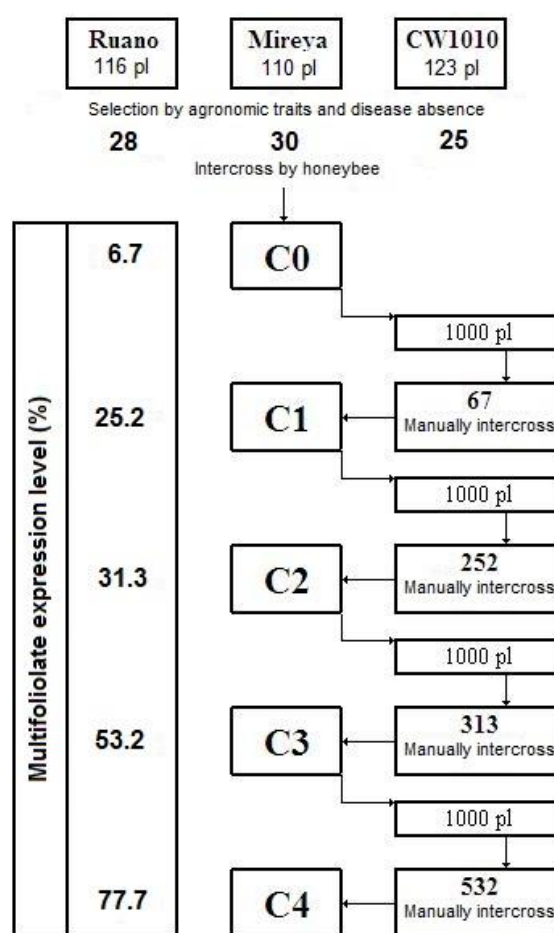 Ruano
116 pl
Mireya
110 pl
CW1010
123 pl
Selection by agronomic traits and disease absence
28
30
25
Intercross by honeybee
Multifoliolate expression level (%)
6.7
C0
1000 pl
25.2
C1
67
Manually intercross
1000 pl
31.3
C2
252
Manually intercross
1000 pl
53.2
C3
313
Manually intercross
1000 pl
77.7
C4
532
Manually intercross